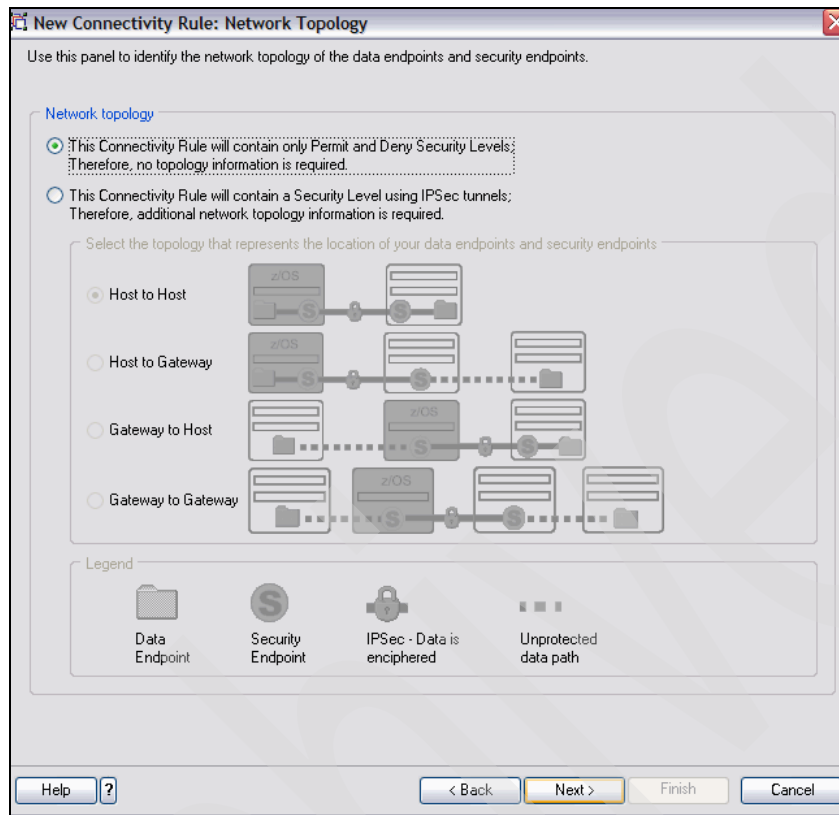 New Connectivity Rule: Network Topology
Use this panel to identify the network topology of the data endpoints and security endpoints.
Network topology
This Connectivity Rule will contain only Permit and Deny Security Levels;
Therefore, no topology information is required.
This Connectivity Rule will contain a Security Level using IPSec tunnels;
Therefore, additional network topology information is required.
Select the topology that represents the location of your data endpoints and security endpoints
Host to Host
z/OS
S
S
Host to Gateway
z/OS
S
S
Gateway to Host
z/OS
S
S
Gateway to Gateway
z/OS
S
S
Legend
S
Data
Endpoint
Security
Endpoint
IPSec - Data is
enciphered
Unprotected
data path
Help
?
< Back
Next >
Finish
Cancel